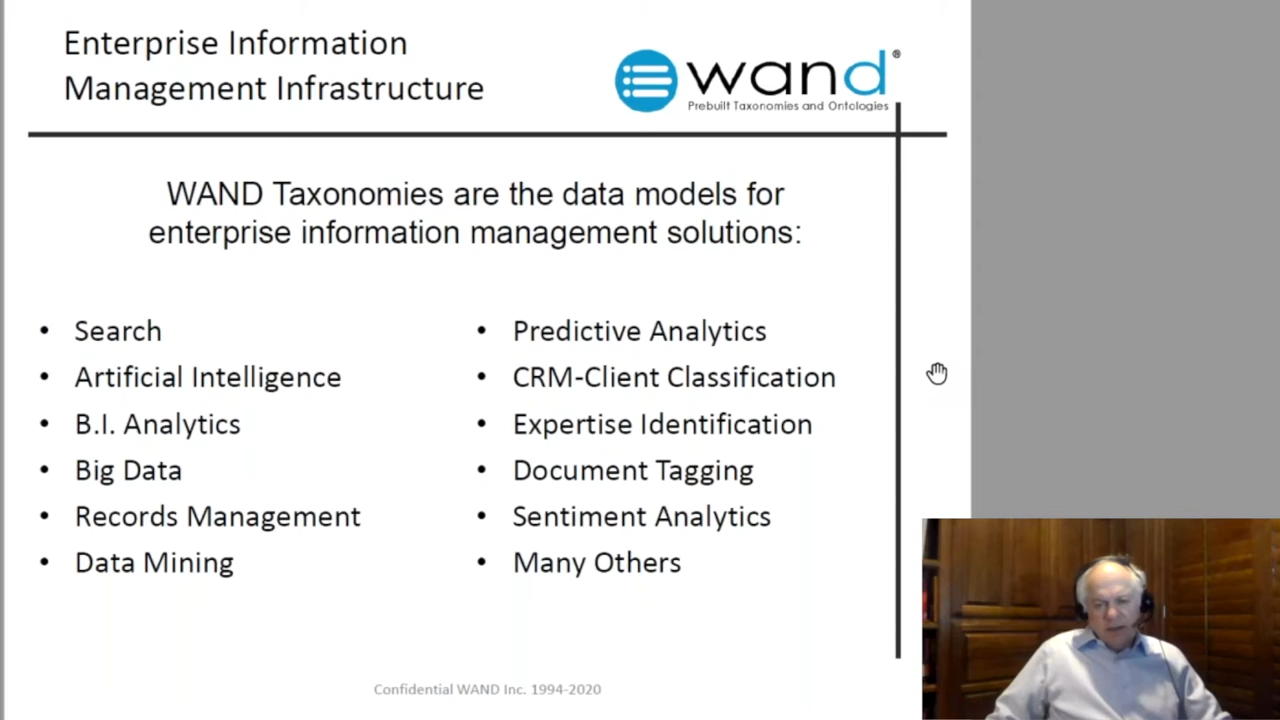 Enterprise Information
Management Infrastructure
wand®
Prebuilt Taxonomies and Ontologies
WAND Taxonomies are the data models for
enterprise information management solutions:
• Search
• Artificial Intelligence
• B.I. Analytics
• Big Data
• Records Management
• Data Mining
• Predictive Analytics
• CRM-Client Classification
• Expertise Identification
• Document Tagging
• Sentiment Analytics
• Many Others
Confidential WAND Inc. 1994-2020